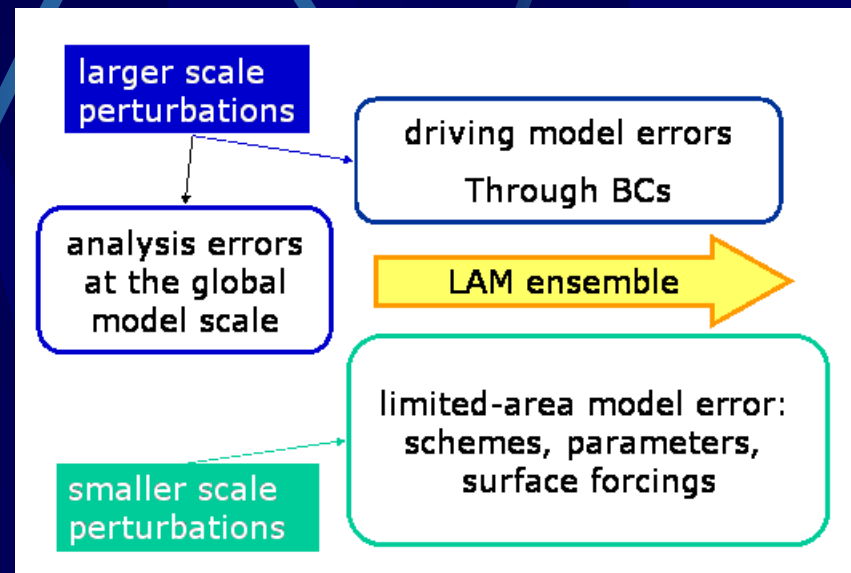 larger scale
perturbations
driving model errors
Through BCs
analysis errors
at the global
model scale
LAM ensemble
limited-area model error:
schemes, parameters,
surface forcings
smaller scale
perturbations